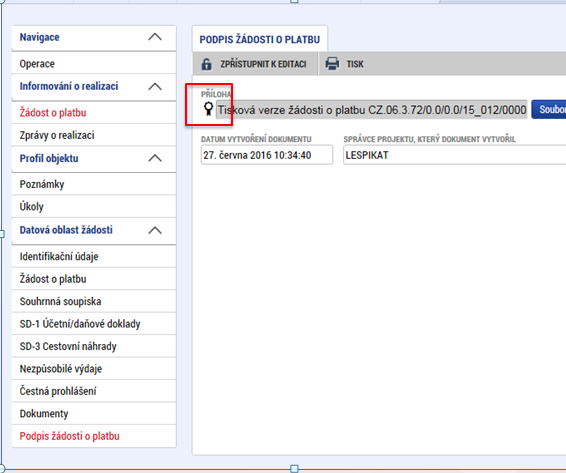 Navigace
Operace
Informování o realizaci
Žádost o platbu
Zprávy o realizaci
Profil objektu
Poznámky
Úkoly
Datová oblast žádosti
Identifikační údaje
Žádost o platbu
Souhrnná soupiska
SD-1 Účetní/daňové doklady
SD-3 Cestovní náhrady
Nezpůsobilé výdaje
Čestná prohlášení
Dokumenty
Podpis žádosti o platbu
PODPIS ŽÁDOSTI O PLATBU
ZPŘÍSTUPNIT K EDITACI TISK
PŘÍLOHA
Tisková verze žádosti o platbu CZ.06.3.72/0.0/0.0/15_012/0000 Soubor
DATUM VYTVOŘENÍ DOKUMENTU SPRÁVCE PROJEKTU, KTERÝ DOKUMENT VYTVOŘIL
27. června 2016 10:34:40 LESPIKAT